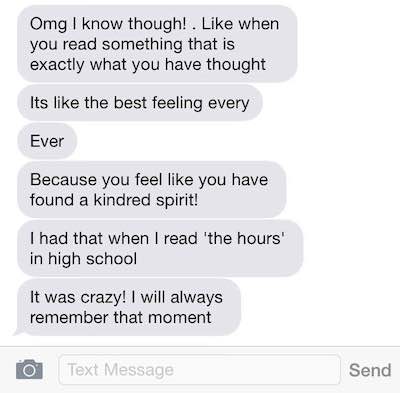 Omg I know though! . Like when
you read something that is
exactly what you have thought
Its like the best feeling every
Ever
Because you feel like you have
found a kindred spirit!
I had that when I read 'the hours'
in high school
It was crazy! I will always
remember that moment
Text Message
Send